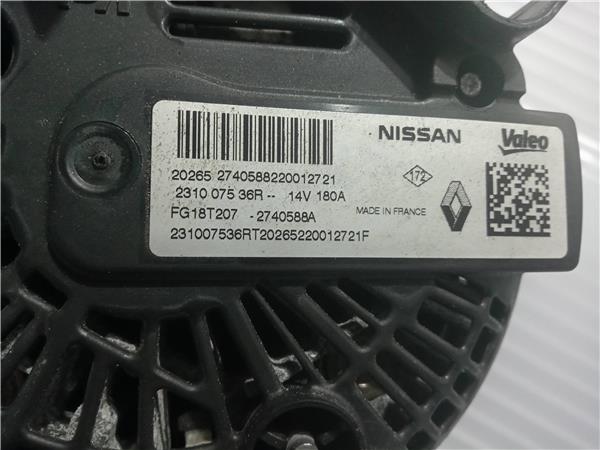 NISSAN Valeo
20265 2740588220012721
2310 075 36R -- 14V 180A 172
FG18T207 -2740588A MADE IN FRANCE
231007536RT20265220012721F